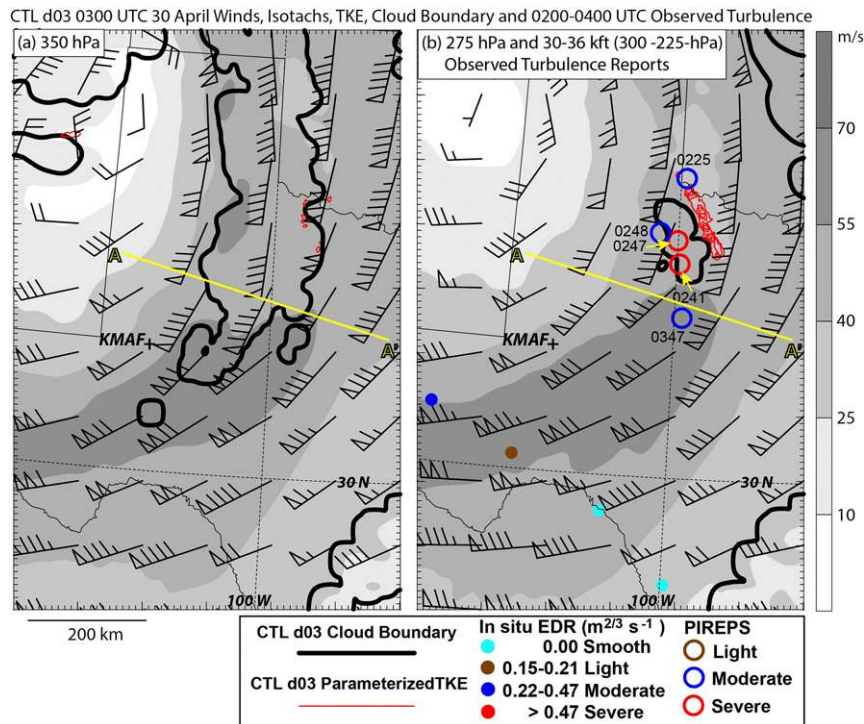 CTL d03 0300 UTC 30 April Winds, Isotachs, TKE, Cloud Boundary and 0200-0400 UTC Observed Turbulence
(a) 350 hPa
(b) 275 hPa and 30-36 kft (300 -225-hPa)
Observed Turbulence Reports
m/s
70
55
40
25
10
A
A'
KMAF
30 N
100 W
0225
0248
0247
0241
0347
A
A'
KMAF
100 W
200 km
CTL d03 Cloud Boundary
CTL d03 ParameterizedTKE
In situ EDR (m2/3 s-1)
0.00 Smooth
0.15-0.21 Light
0.22-0.47 Moderate
> 0.47 Severe
PIREPS
Light
Moderate
Severe